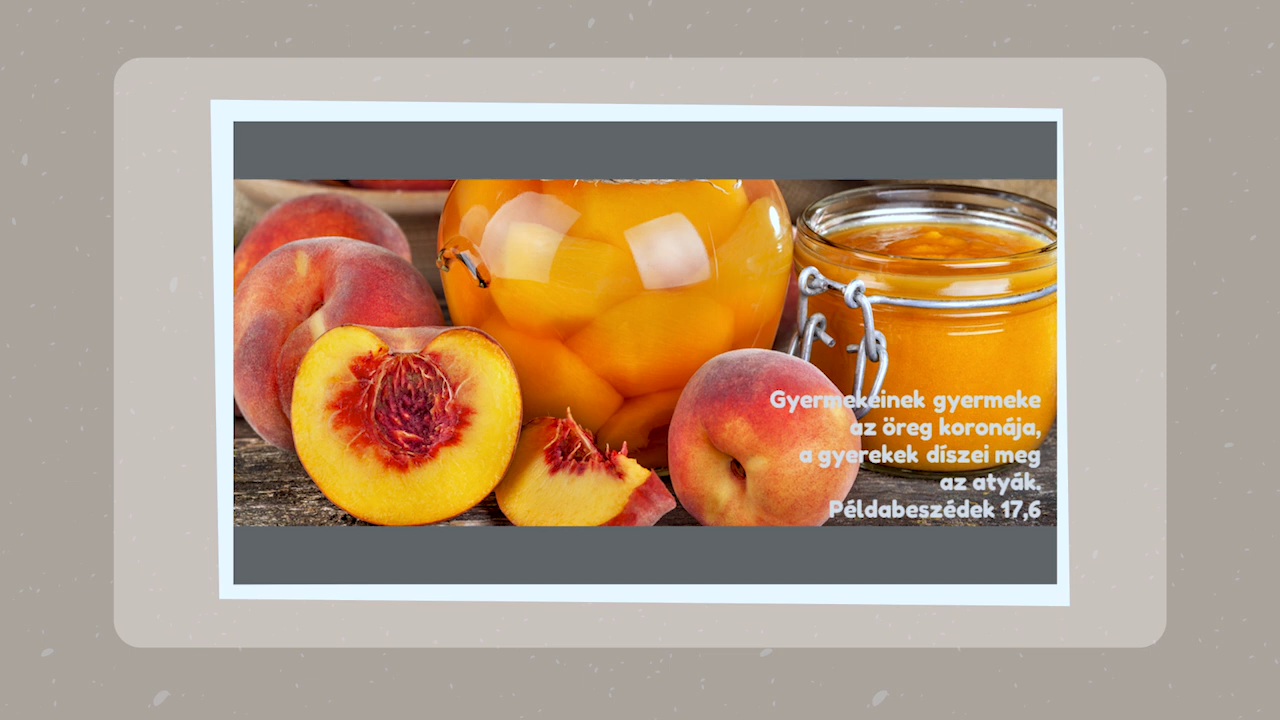 Gyermekeinek gyermeke
az öreg koronája,
a gyerekek díszei meg
az atyák,
Példabeszédek 17,6